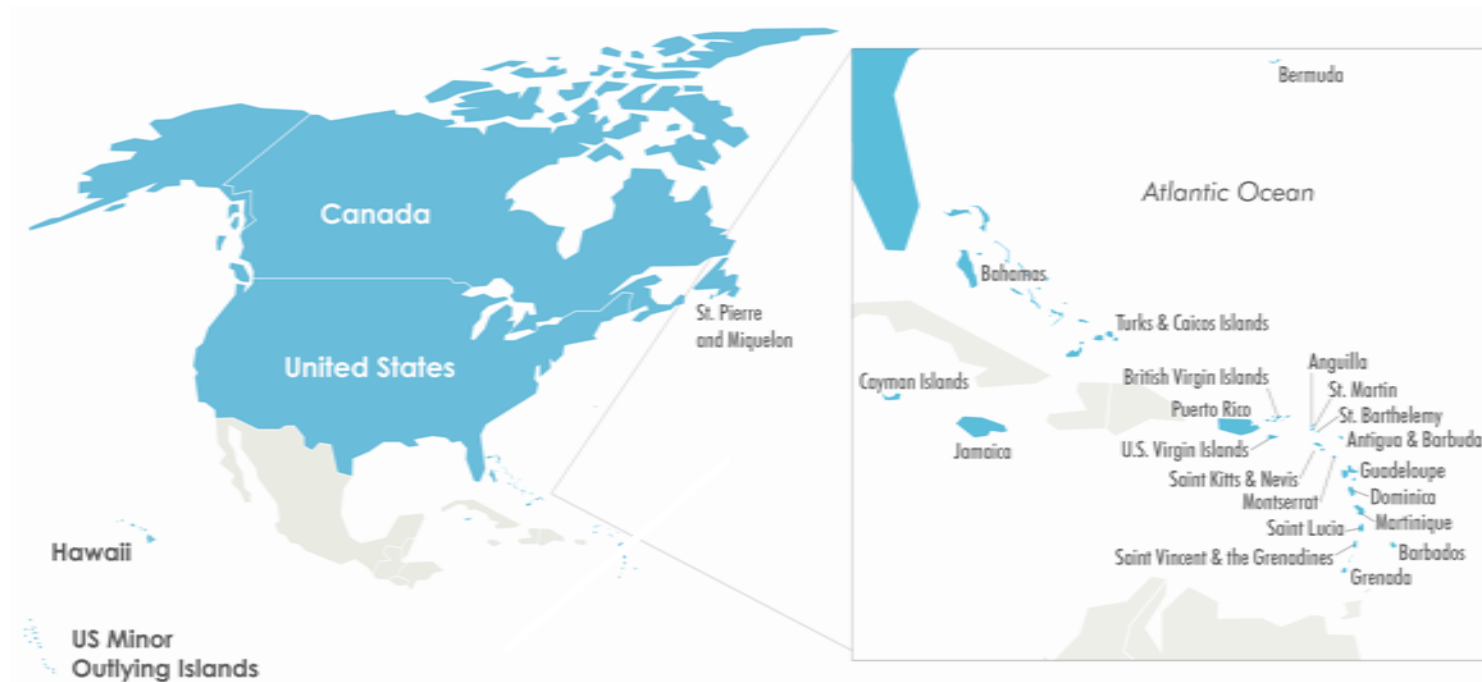 Canada
United States
St. Pierre
and Miquelon
Hawaii
US Minor
Outlying Islands
Bermuda
Atlantic Ocean
Bahamas
Turks & Caicos Islands
Cayman Islands
Jamaica
British Virgin Islands
Puerto Rico
U.S. Virgin Islands
Anguilla
St. Martin
St. Barthelemy
Antigua & Barbuda
Saint Kitts & Nevis
Guadeloupe
Montserrat
Dominica
Saint Lucia
Martinique
Saint Vincent & the Grenadines
Barbados
Grenada